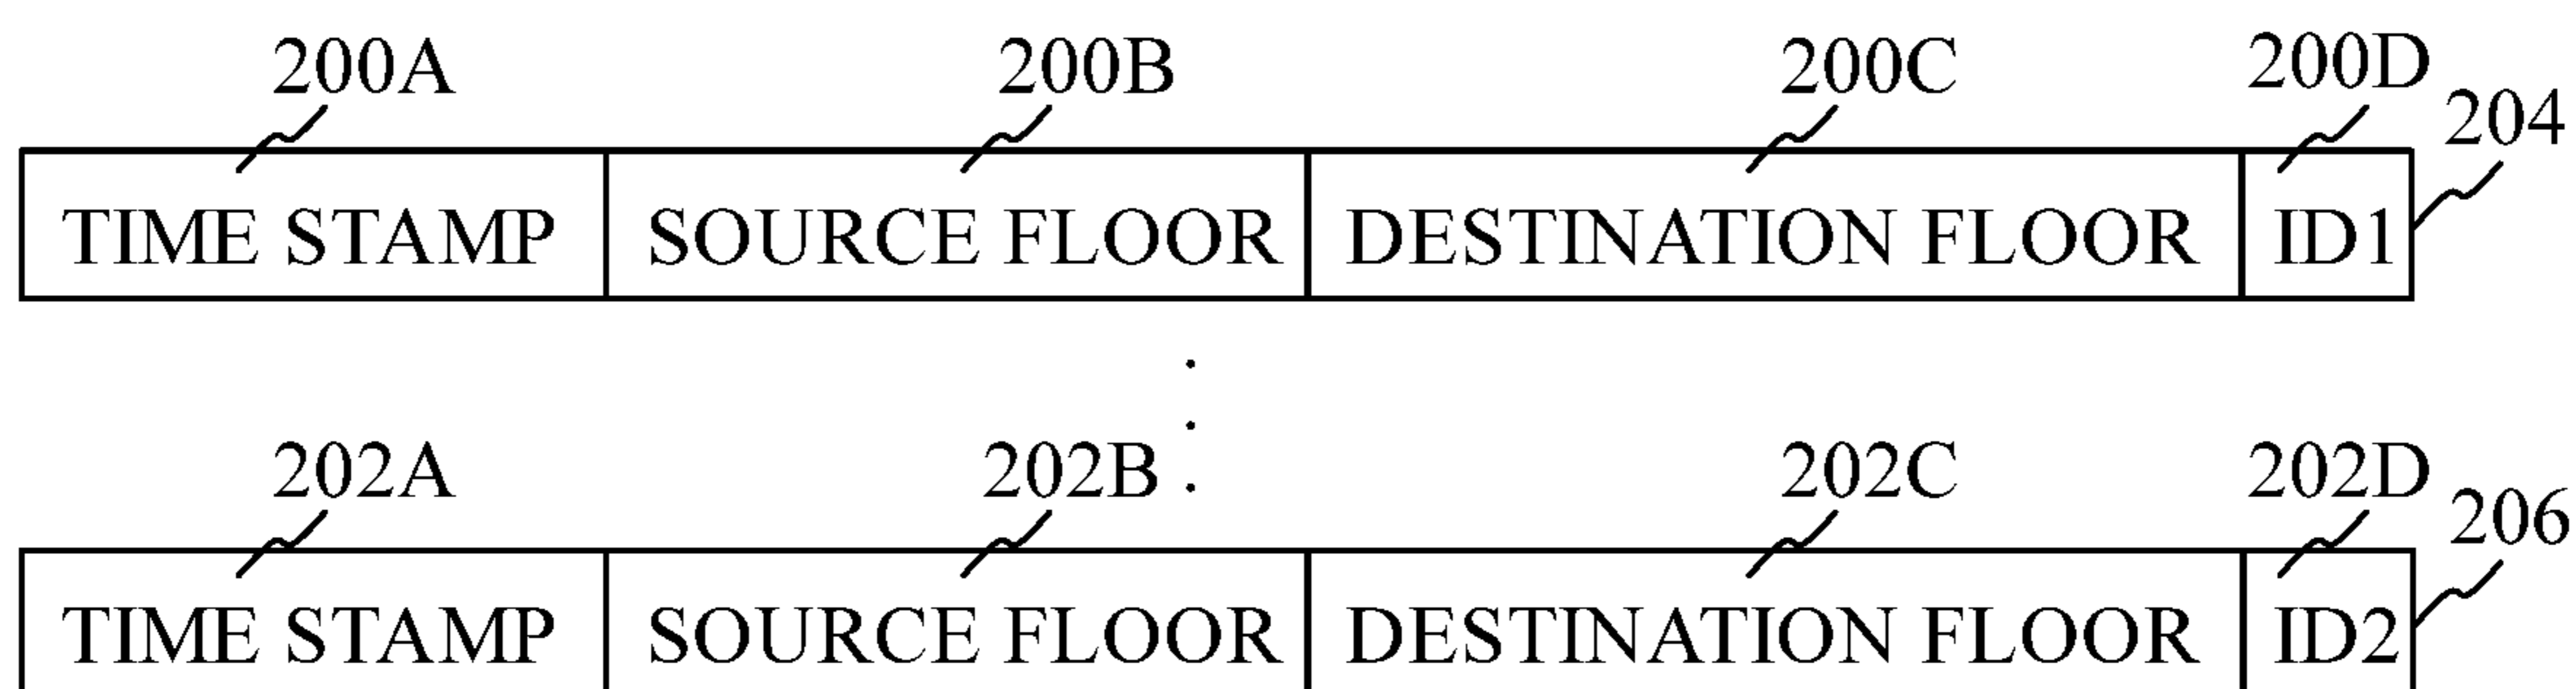 200A 200B 200C 200D 204
TIME STAMP SOURCE FLOOR DESTINATION FLOOR ID1
202A 202B 202C 202D 206
TIME STAMP SOURCE FLOOR DESTINATION FLOOR ID2